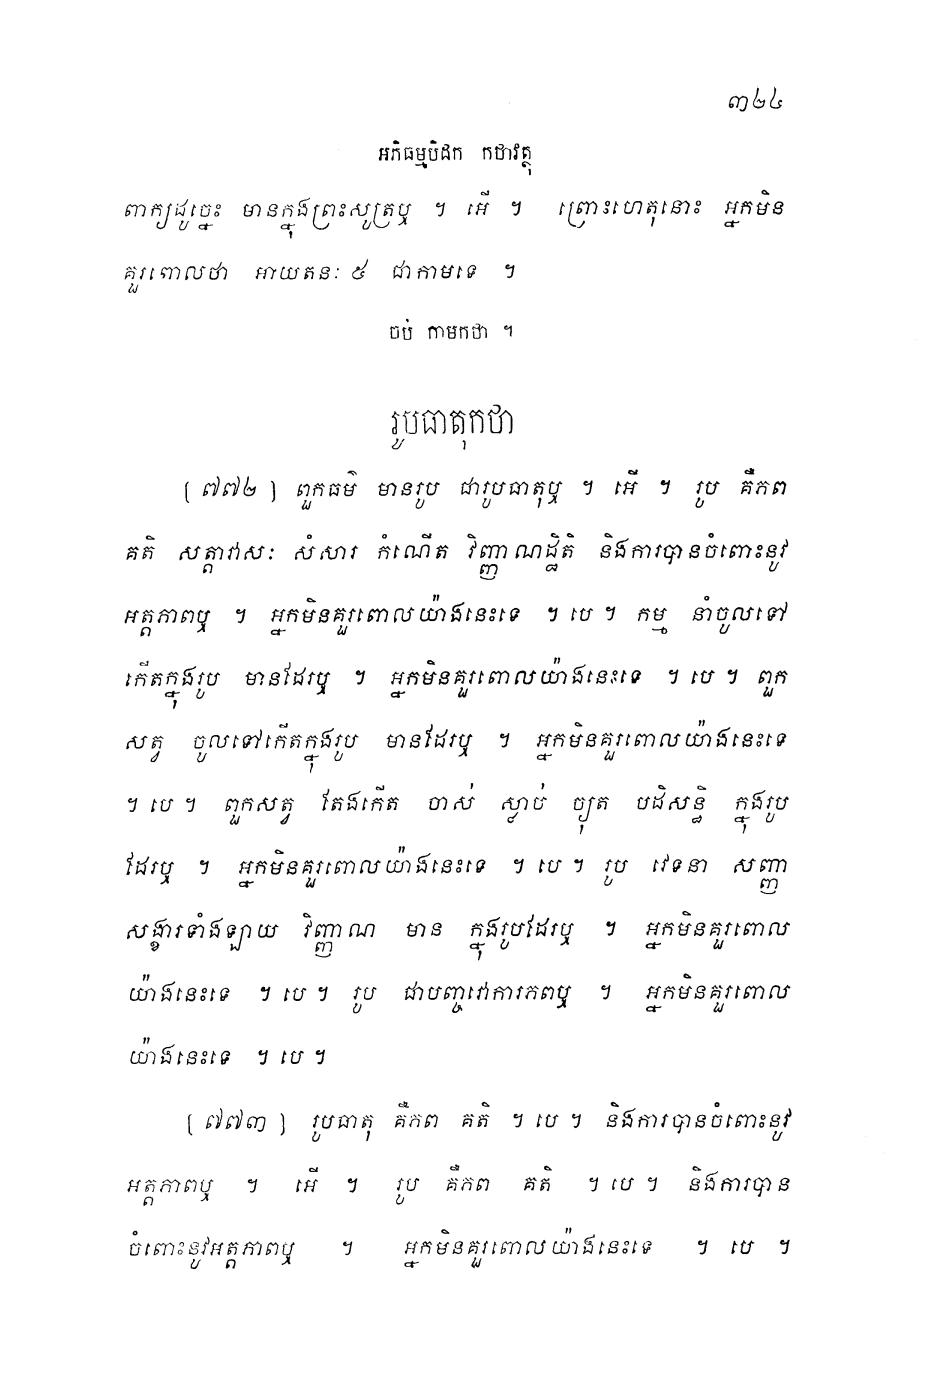 ៣២៤
អភិធម្មបិដក កថាវត្ថុ
ពាក្យដូច្នេះ មានក្នុងព្រះសូត្រឬ ។ អើ ។ ព្រោះហេតុនោះ អ្នកមិន
គួរពោលថា អាយតនៈ ៥ ជាកាមទេ ។
ចប់ កាមកថា ។
រូបធាតុកថា
[៧៧២] ពួកធម៌ មានរូប ជារូបធាតុឬ ។ អើ ។ រូប គឺភព
គតិ សត្តាវាសៈ សំសារ កំណើត វិញ្ញាណដ្ឋិតិ និងការបានចំពោះនូវ
អត្តភាពឬ ។ អ្នកមិនគួរពោលយ៉ាងនេះទេ ។ បេ ។ កម្ម នាំចូលទៅ
កើតក្នុងរូប មានដែរឬ ។ អ្នកមិនគួរពោលយ៉ាងនេះទេ ។ បេ ។ ពួក
សត្វ ចូលទៅកើតក្នុងរូប មានដែរឬ ។ អ្នកមិនគួរពោលយ៉ាងនេះទេ
។ បេ ។ ពួកសត្វ តែងកើត ចាស់ ស្លាប់ ច្យុត បដិសន្ធិ ក្នុងរូប
ដែរឬ ។ អ្នកមិនគួរពោលយ៉ាងនេះទេ ។ បេ ។ រូប វេទនា សញ្ញា
សង្ខារទាំងឡាយ វិញ្ញាណ មាន ក្នុងរូបដែរឬ ។ អ្នកមិនគួរពោល
យ៉ាងនេះទេ ។ បេ ។ រូប ជាបញ្ចវោការភពឬ ។ អ្នកមិនគួរពោល
យ៉ាងនេះទេ ។ បេ ។
[៧៧៣] រូបធាតុ គឺភព គតិ ។ បេ ។ និងការបានចំពោះនូវ
អត្តភាពឬ ។ អើ ។ រូប គឺភព គតិ ។ បេ ។ និងការបាន
ចំពោះនូវអត្តភាពឬ ។ អ្នកមិនគួរពោលយ៉ាងនេះទេ ។ បេ ។